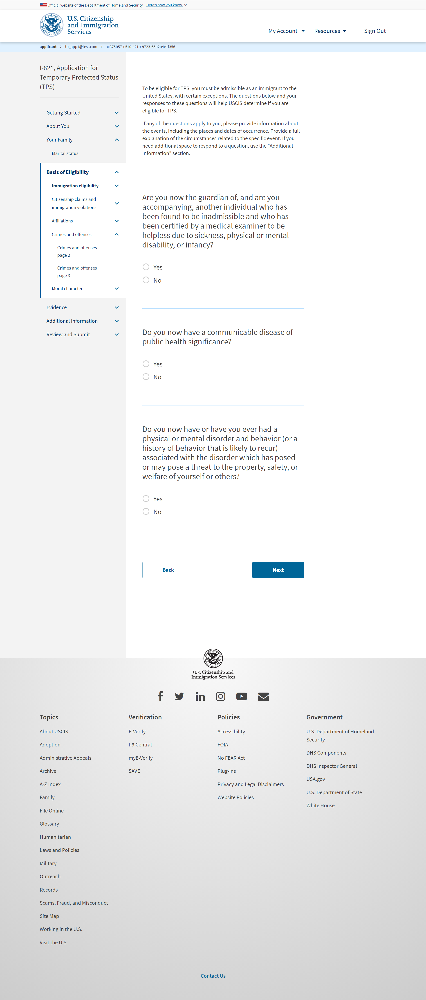 Official website of the Department of Homeland Security Here's how you know
U.S. Citizenship
and Immigration
Services
My Account Resources Sign Out
applicant > tb_app1@test.com > ac375b57-e510-421b-9723-65b2b4e1f356
I-821, Application for
Temporary Protected Status
(TPS)
Getting Started
About You
Your Family
Marital status
Basis of Eligibility
Immigration eligibility
Citizenship claims and
immigration violations
Affiliations
Crimes and offenses
Crimes and offenses
page 2
Crimes and offenses
page 3
Moral character
Evidence
Additional Information
Review and Submit
To be eligible for TPS, you must be admissible as an immigrant to the
United States, with certain exceptions. The questions below and your
responses to these questions will help USCIS determine if you are
eligible for TPS.
If any of the questions apply to you, please provide information about
the events, including the places and dates of occurrence. Provide a full
explanation of the circumstances related to the specific event. If you
need additional space to respond to a question, use the "Additional
Information" section.
Are you now the guardian of, and are you
accompanying, another individual who has
been found to be inadmissible and who has
been certified by a medical examiner to be
helpless due to sickness, physical or mental
disability, or infancy?
Yes
No
Do you now have a communicable disease of
public health significance?
Yes
No
Do you now have or have you ever had a
physical or mental disorder and behavior (or a
history of behavior that is likely to recur)
associated with the disorder which has posed
or may pose a threat to the property, safety, or
welfare of yourself or others?
Yes
No
Back
Next
U.S. Citizenship and
Immigration Services
Topics
About USCIS
Adoption
Administrative Appeals
Archive
A-Z Index
Family
File Online
Glossary
Humanitarian
Laws and Policies
Military
Outreach
Records
Scams, Fraud, and Misconduct
Site Map
Working in the U.S.
Visit the U.S.
Verification
E-Verify
I-9 Central
myE-Verify
SAVE
Policies
Accessibility
FOIA
No FEAR Act
Plug-ins
Privacy and Legal Disclaimers
Website Policies
Government
U.S. Department of Homeland
Security
DHS Components
DHS Inspector General
USA.gov
U.S. Department of State
White House
Contact Us